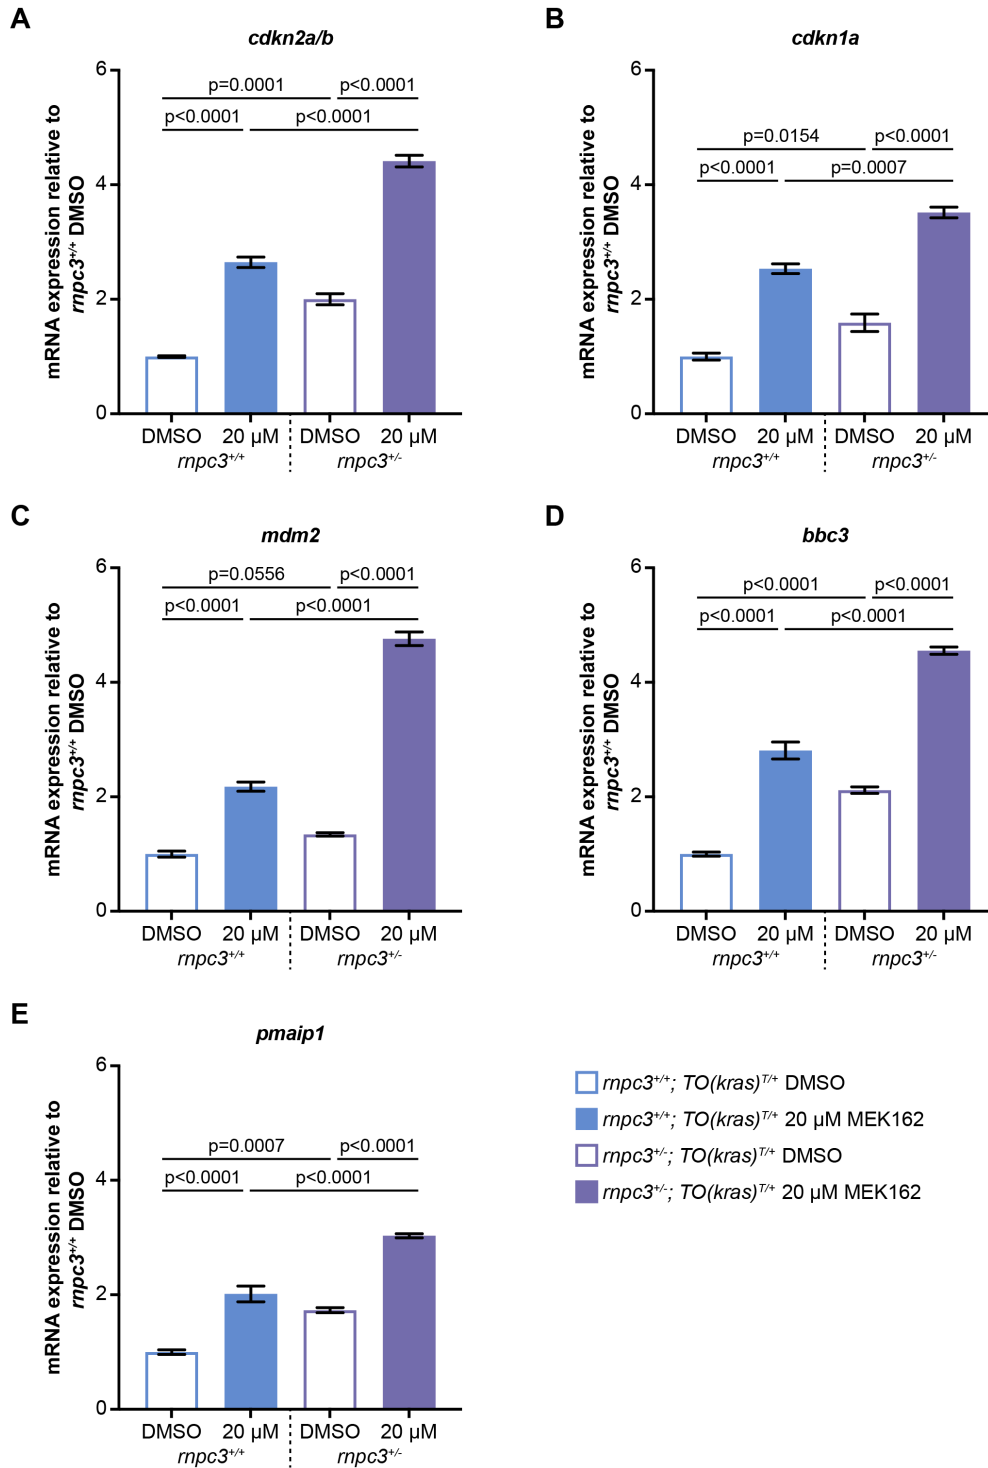 A
cdkn2a/b
mRNA expression relative to
rnpc3+/+ DMSO
6
4
2
0
p=0.0001 p<0.0001
p<0.0001 p<0.0001
DMSO 20 µM DMSO 20 µM
rnpc3+/+ rnpc3+/-
B
cdkn1a
mRNA expression relative to
rnpc3+/+ DMSO
6
4
2
0
p=0.0154 p<0.0001
p<0.0001 p=0.0007
DMSO 20 µM DMSO 20 µM
rnpc3+/+ rnpc3+/-
C
mdm2
mRNA expression relative to
rnpc3+/+ DMSO
6
4
2
0
p=0.0556 p<0.0001
p<0.0001 p<0.0001
DMSO 20 µM DMSO 20 µM
rnpc3+/+ rnpc3+/-
D
bbc3
mRNA expression relative to
rnpc3+/+ DMSO
6
4
2
0
p<0.0001 p<0.0001
p<0.0001 p<0.0001
DMSO 20 µM DMSO 20 µM
rnpc3+/+ rnpc3+/-
E
pmaip1
mRNA expression relative to
rnpc3+/+ DMSO
6
4
2
0
p=0.0007 p<0.0001
p<0.0001 p<0.0001
DMSO 20 µM DMSO 20 µM
rnpc3+/+ rnpc3+/-
rnpc3+/+; TO(kras)T/+ DMSO
rnpc3+/+; TO(kras)T/+ 20 µM MEK162
rnpc3+/-; TO(kras)T/+ DMSO
rnpc3+/-; TO(kras)T/+ 20 µM MEK162